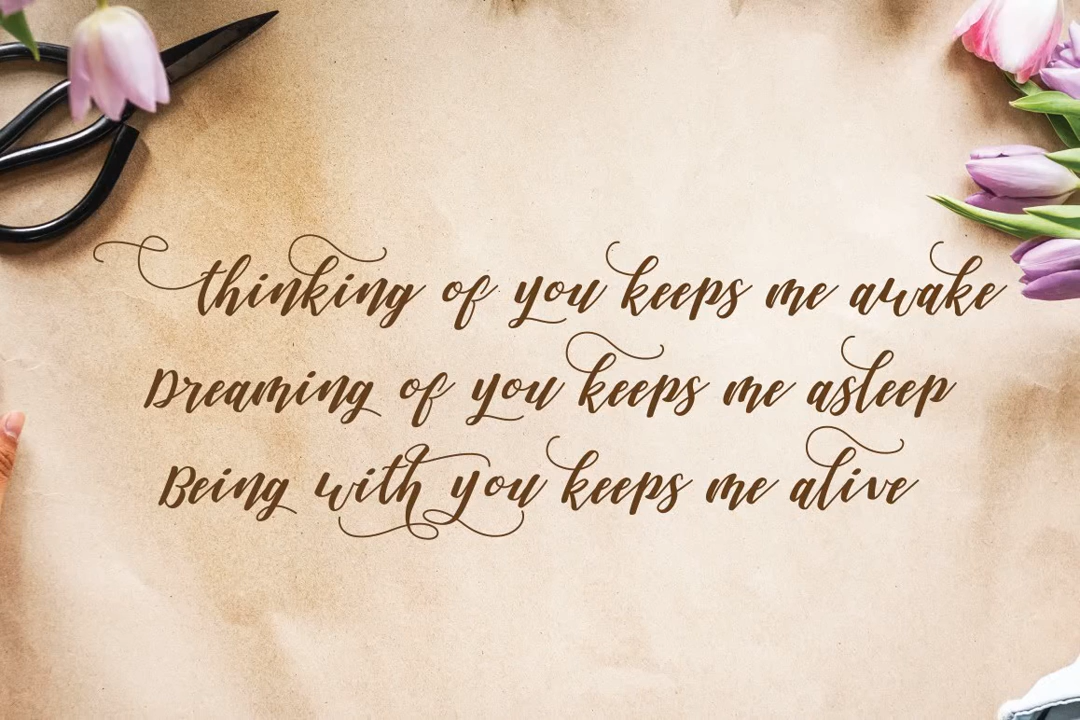 thinking of you keeps me awake
Dreaming of you keeps me asleep
Being with you keeps me alive